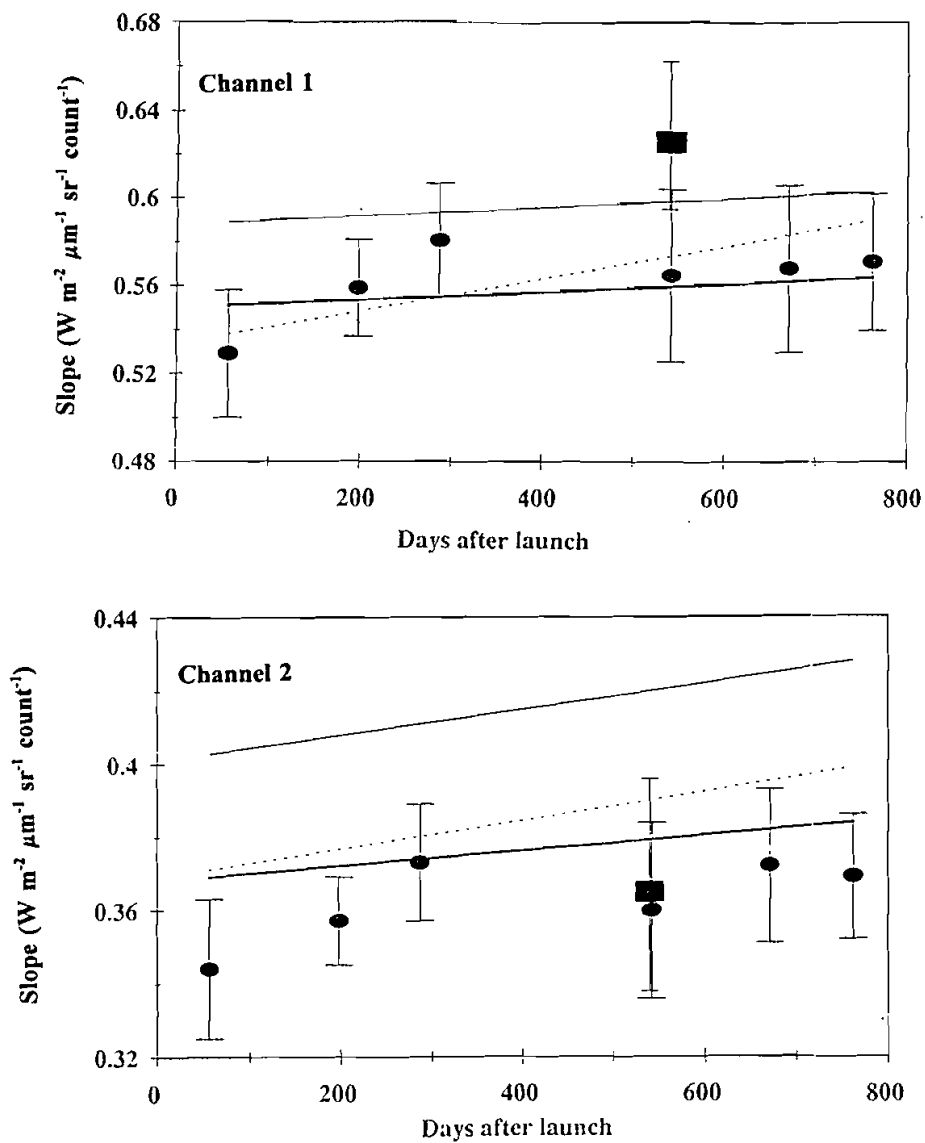 0.68
Channel 1
0.64
0.6
0.56
0.52
0.48
Slope (W m⁻² μm⁻¹ sr⁻¹ count⁻¹)
0 200 400 600 800
Days after launch
0.44
Channel 2
0.4
0.36
0.32
Slope (W m⁻² μm⁻¹ sr⁻¹ count⁻¹)
0 200 400 600 800
Days after launch